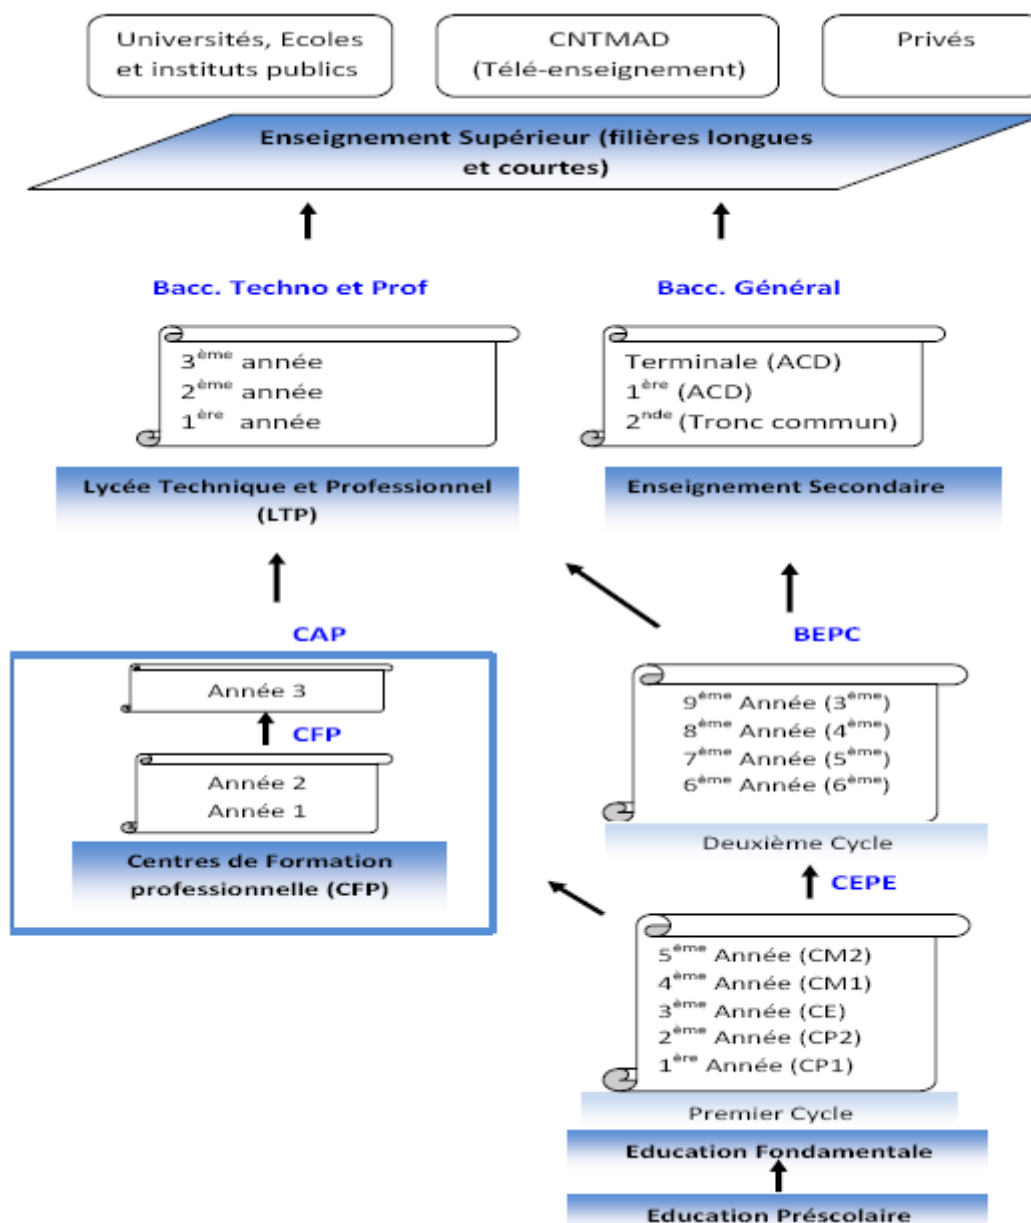 Universités, Ecoles
et instituts publics
CNTMAD
(Télé-enseignement)
Privés
Enseignement Supérieur (filières longues
et courtes)
Bacc. Techno et Prof
Bacc. Général
3ème année
2ème année
1ère année
Terminale (ACD)
1ère (ACD)
2nde (Tronc commun)
Lycée Technique et Professionnel
(LTP)
Enseignement Secondaire
CAP
BEPC
Année 3
CFP
Année 2
Année 1
Centres de Formation
professionnelle (CFP)
9ème Année (3ème)
8ème Année (4ème)
7ème Année (5ème)
6ème Année (6ème)
Deuxième Cycle
CEPE
5ème Année (CM2)
4ème Année (CM1)
3ème Année (CE)
2ème Année (CP2)
1ère Année (CP1)
Premier Cycle
Education Fondamentale
Education Préscolaire